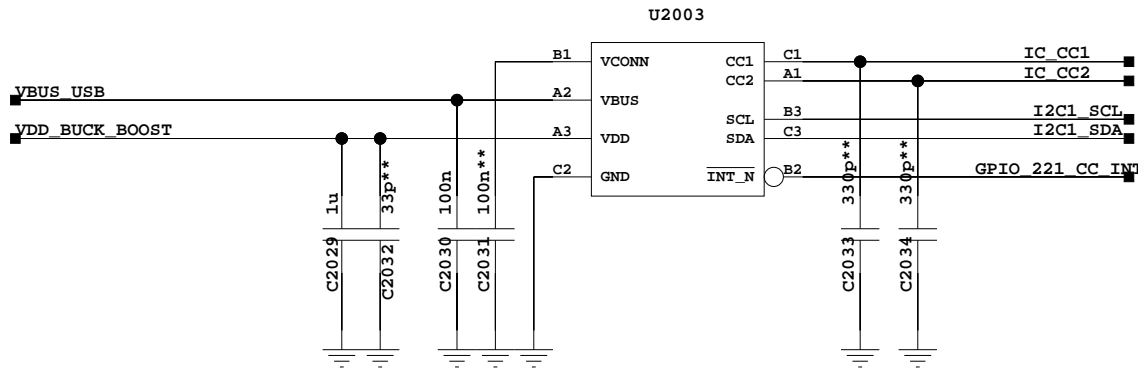 U2003
B1 VCONN CC1 C1 IC_CC1
CC2 A1 IC_CC2
VBUS_USB A2 VBUS
SCL B3 I2C1_SCL
VDD_BUCK_BOOST A3 VDD SDA C3 I2C1_SDA
C2 GND INT_N B2 GPIO_221_CC_INT
1u
33p**
100n
100n**
330p**
330p**
C2029
C2032
C2030
C2031
C2033
C2034